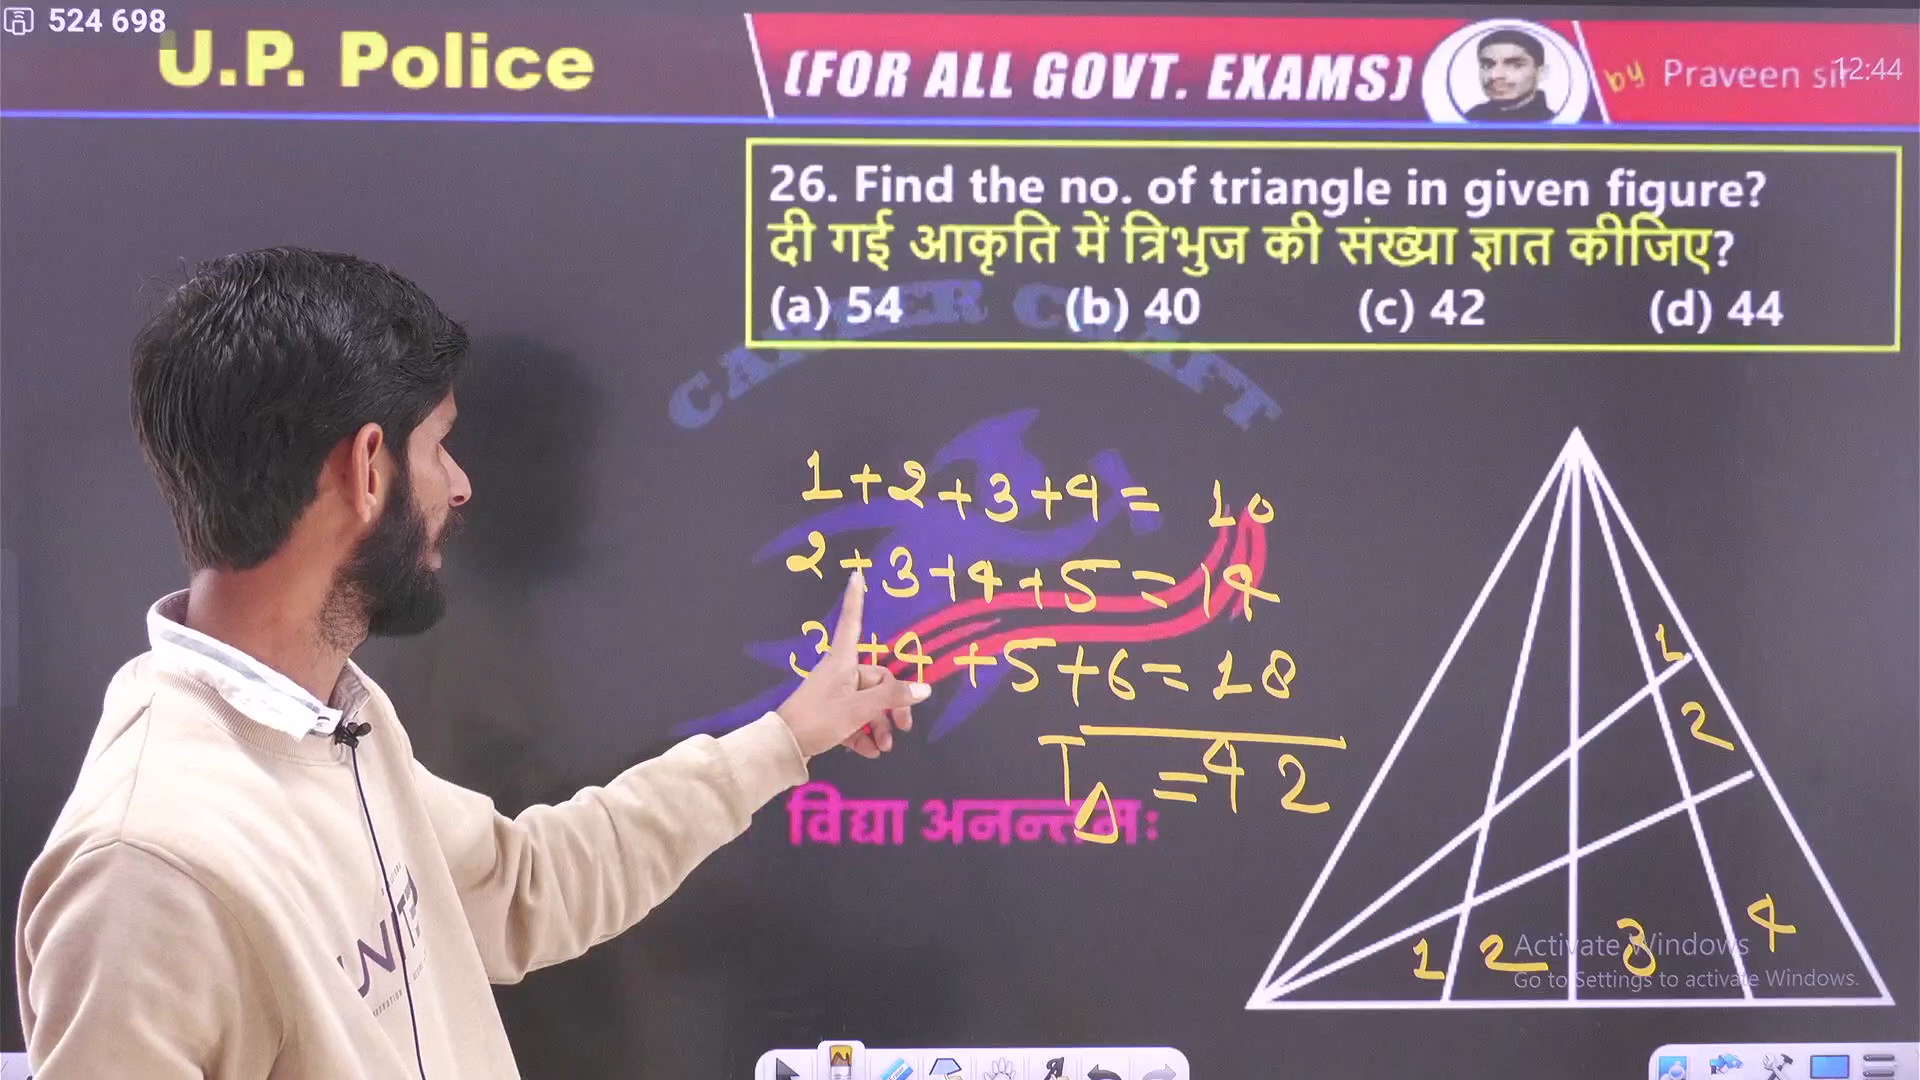 524 698
U.P. Police
(FOR ALL GOVT. EXAMS)
by Praveen sir
12:44
26. Find the no. of triangle in given figure?
दी गई आकृति में त्रिभुज की संख्या ज्ञात कीजिए?
(a) 54 (b) 40 (c) 42 (d) 44
CAREER CRAFT
1+2+3+4= 10
2+3+4+5=14
3+4+5+6=18
T△ =42
विद्या अनन्तमः
1
2
1 2 3 4
Activate Windows
Go to Settings to activate Windows.